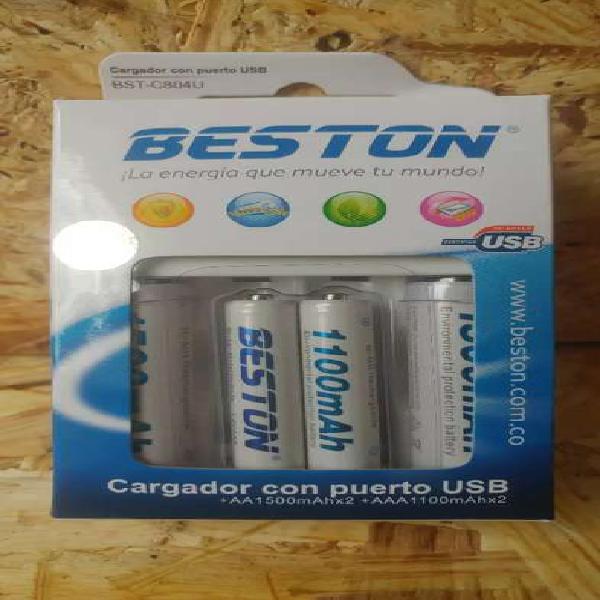 Cargador con puerto USB
BST-C804U
BESTON®
¡La energía que mueve tu mundo!
USB
www.beston.com.co
BESTON
1100mAh
Environmental protection battery
Cargador con puerto USB
+AA1500mAhx2 +AAA1100mAhx2